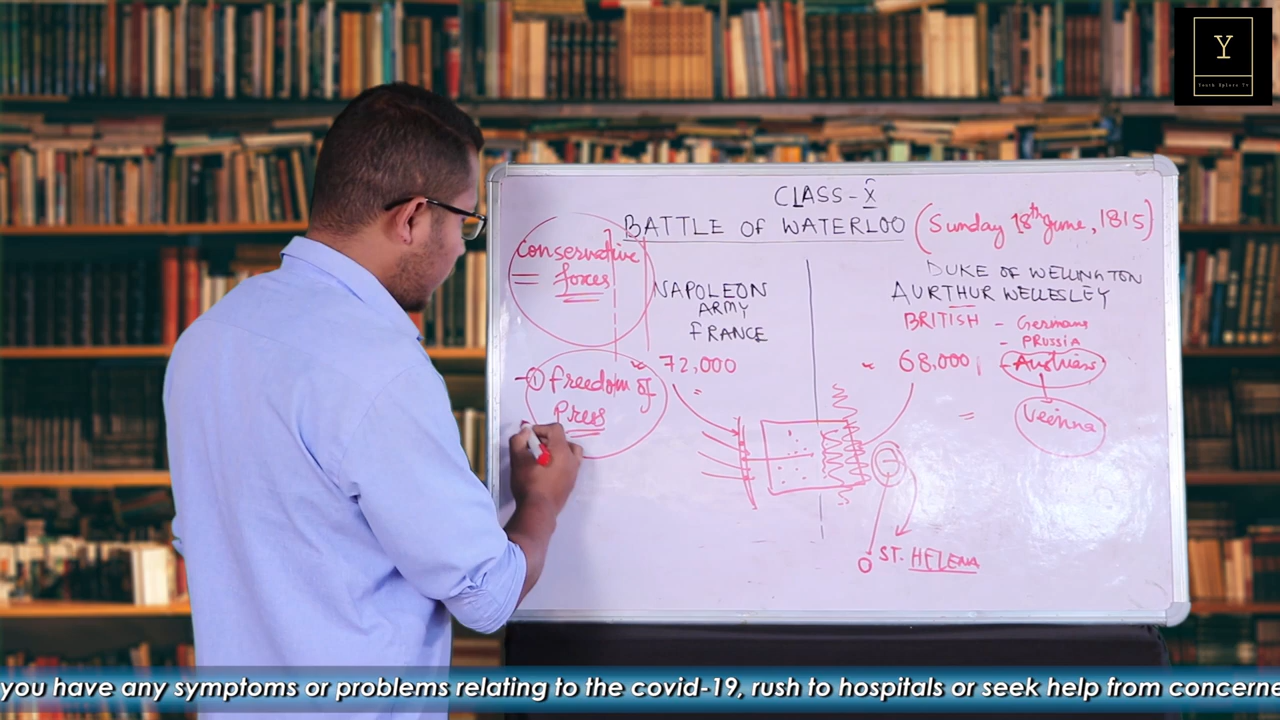 Y
CLASS-X
BATTLE OF WATERLOO (Sunday 18th June, 1815)
Conservative
forces
NAPOLEON
ARMY
FRANCE
DUKE OF WELLINGTON
AURTHUR WELLESLEY
BRITISH - Germans
- PRUSSIA
72,000
68,000 - Austrians
Veinna
① freedom of
Press
ST. HELENA
you have any symptoms or problems relating to the covid-19, rush to hospitals or seek help from concerne